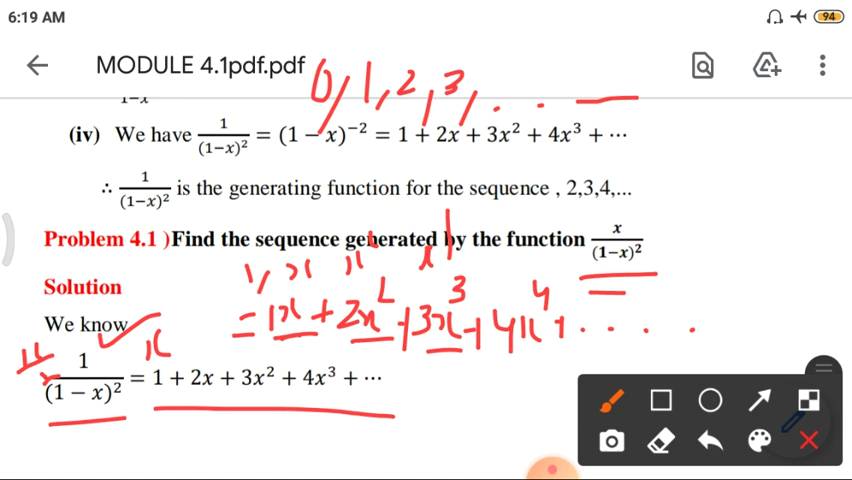 6:19 AM 94
MODULE 4.1pdf.pdf
0, 1, 2, 3, . . 
1-x
(iv) We have 1/(1-x)² = (1 - x)⁻² = 1 + 2x + 3x² + 4x³ + ⋯
∴ 1/(1-x)² is the generating function for the sequence , 2,3,4,...
Problem 4.1 )Find the sequence generated by the function x/(1-x)²
Solution
= 1x + 2x² + 3x³ + 4x⁴ + . . . .
We know
x
1/(1 - x)² = 1 + 2x + 3x² + 4x³ + ⋯